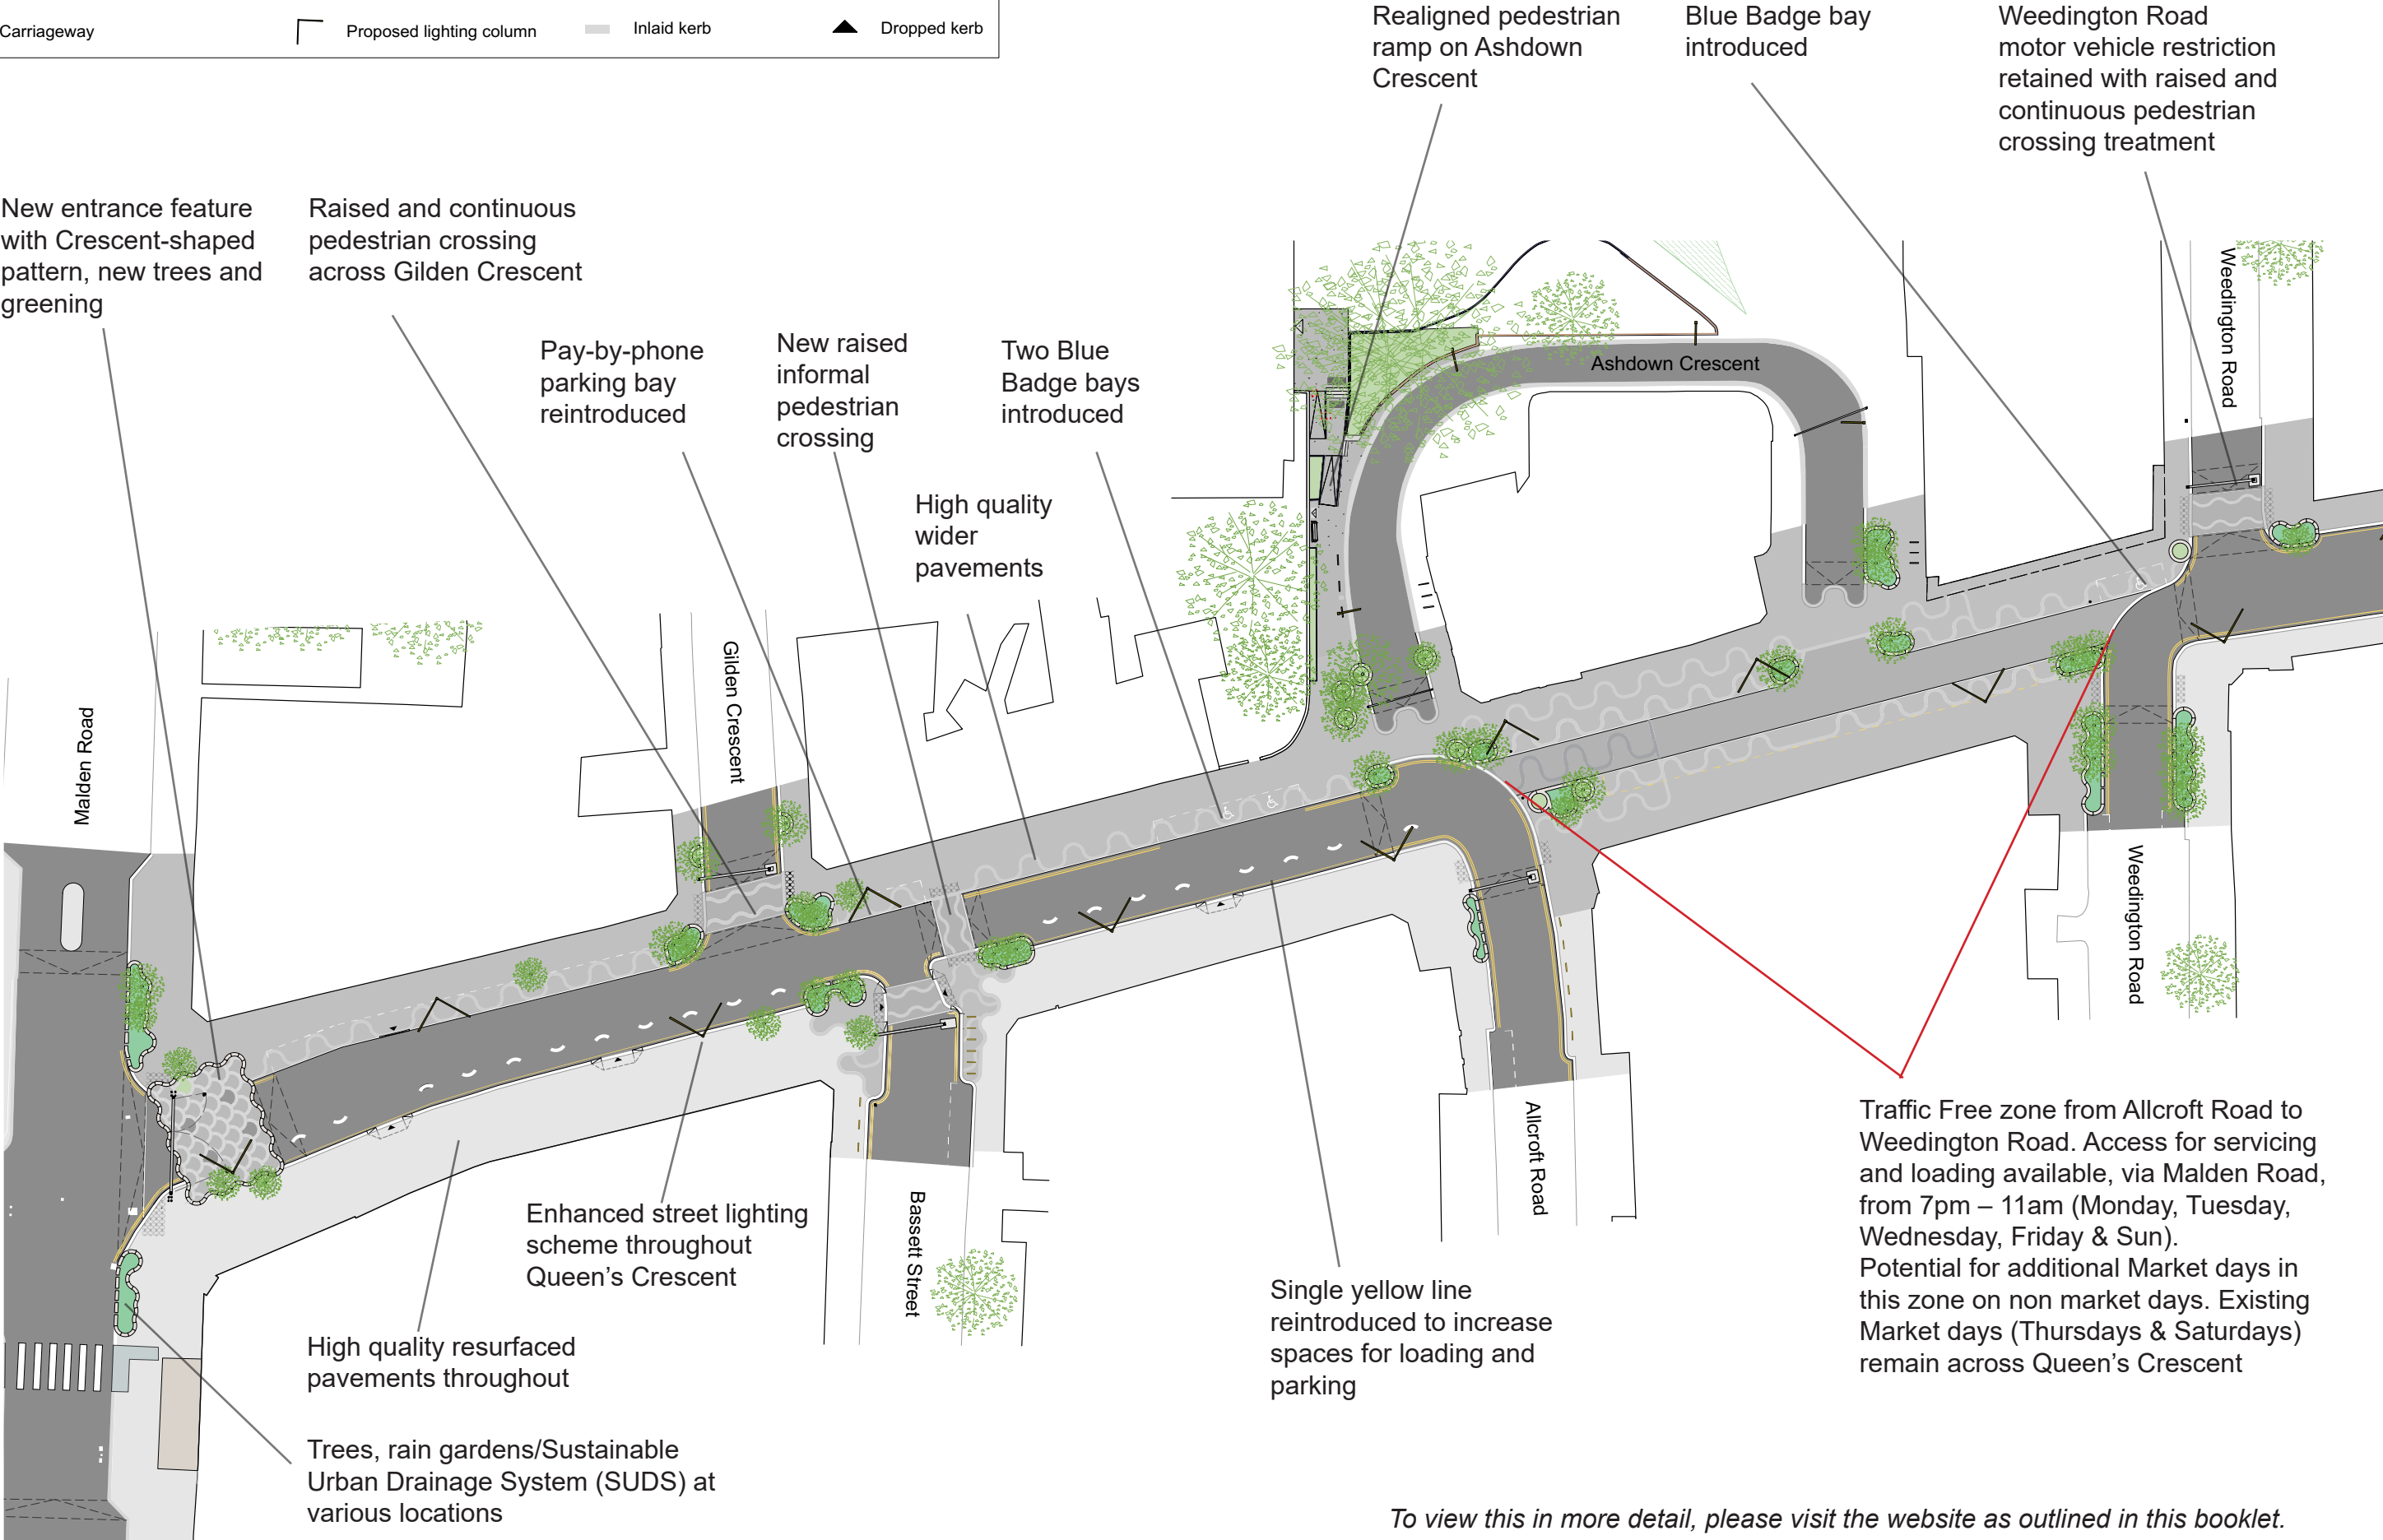 Carriageway
Proposed lighting column
Inlaid kerb
Dropped kerb
Realigned pedestrian
ramp on Ashdown
Crescent
Blue Badge bay
introduced
Weedington Road
motor vehicle restriction
retained with raised and
continuous pedestrian
crossing treatment
New entrance feature
with Crescent-shaped
pattern, new trees and
greening
Raised and continuous
pedestrian crossing
across Gilden Crescent
Pay-by-phone
parking bay
reintroduced
New raised
informal
pedestrian
crossing
Two Blue
Badge bays
introduced
High quality
wider
pavements
Ashdown Crescent
Weedington Road
Gilden Crescent
Malden Road
Weedington Road
Allcroft Road
Bassett Street
Traffic Free zone from Allcroft Road to
Weedington Road. Access for servicing
and loading available, via Malden Road,
from 7pm – 11am (Monday, Tuesday,
Wednesday, Friday & Sun).
Potential for additional Market days in
this zone on non market days. Existing
Market days (Thursdays & Saturdays)
remain across Queen’s Crescent
Enhanced street lighting
scheme throughout
Queen’s Crescent
Single yellow line
reintroduced to increase
spaces for loading and
parking
High quality resurfaced
pavements throughout
Trees, rain gardens/Sustainable
Urban Drainage System (SUDS) at
various locations
To view this in more detail, please visit the website as outlined in this booklet.